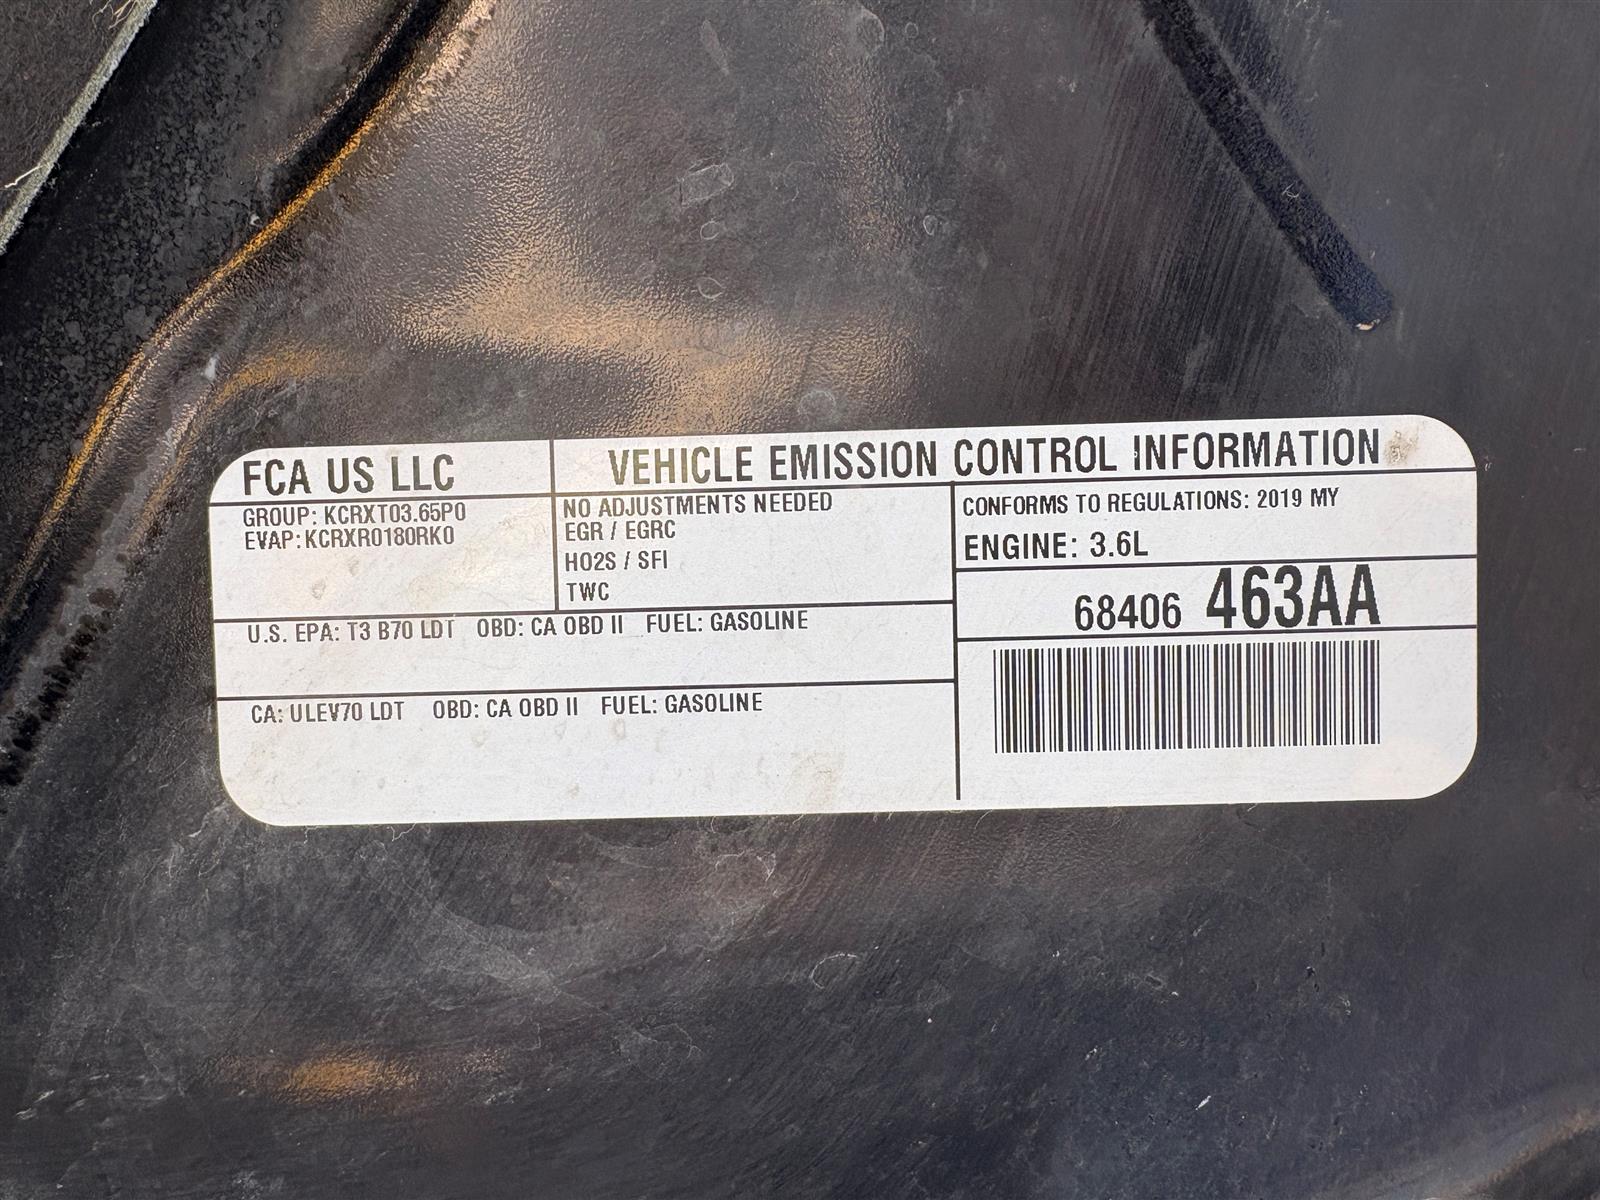 FCA US LLC
VEHICLE EMISSION CONTROL INFORMATION
GROUP: KCRXT03.65P0
EVAP:KCRXR0180RK0
NO ADJUSTMENTS NEEDED
EGR / EGRC
HO2S / SFI
TWC
CONFORMS TO REGULATIONS: 2019 MY
ENGINE: 3.6L
68406 463AA
U.S. EPA: T3 B70 LDT OBD: CA OBD II FUEL: GASOLINE
CA: ULEV70 LDT OBD: CA OBD II FUEL: GASOLINE